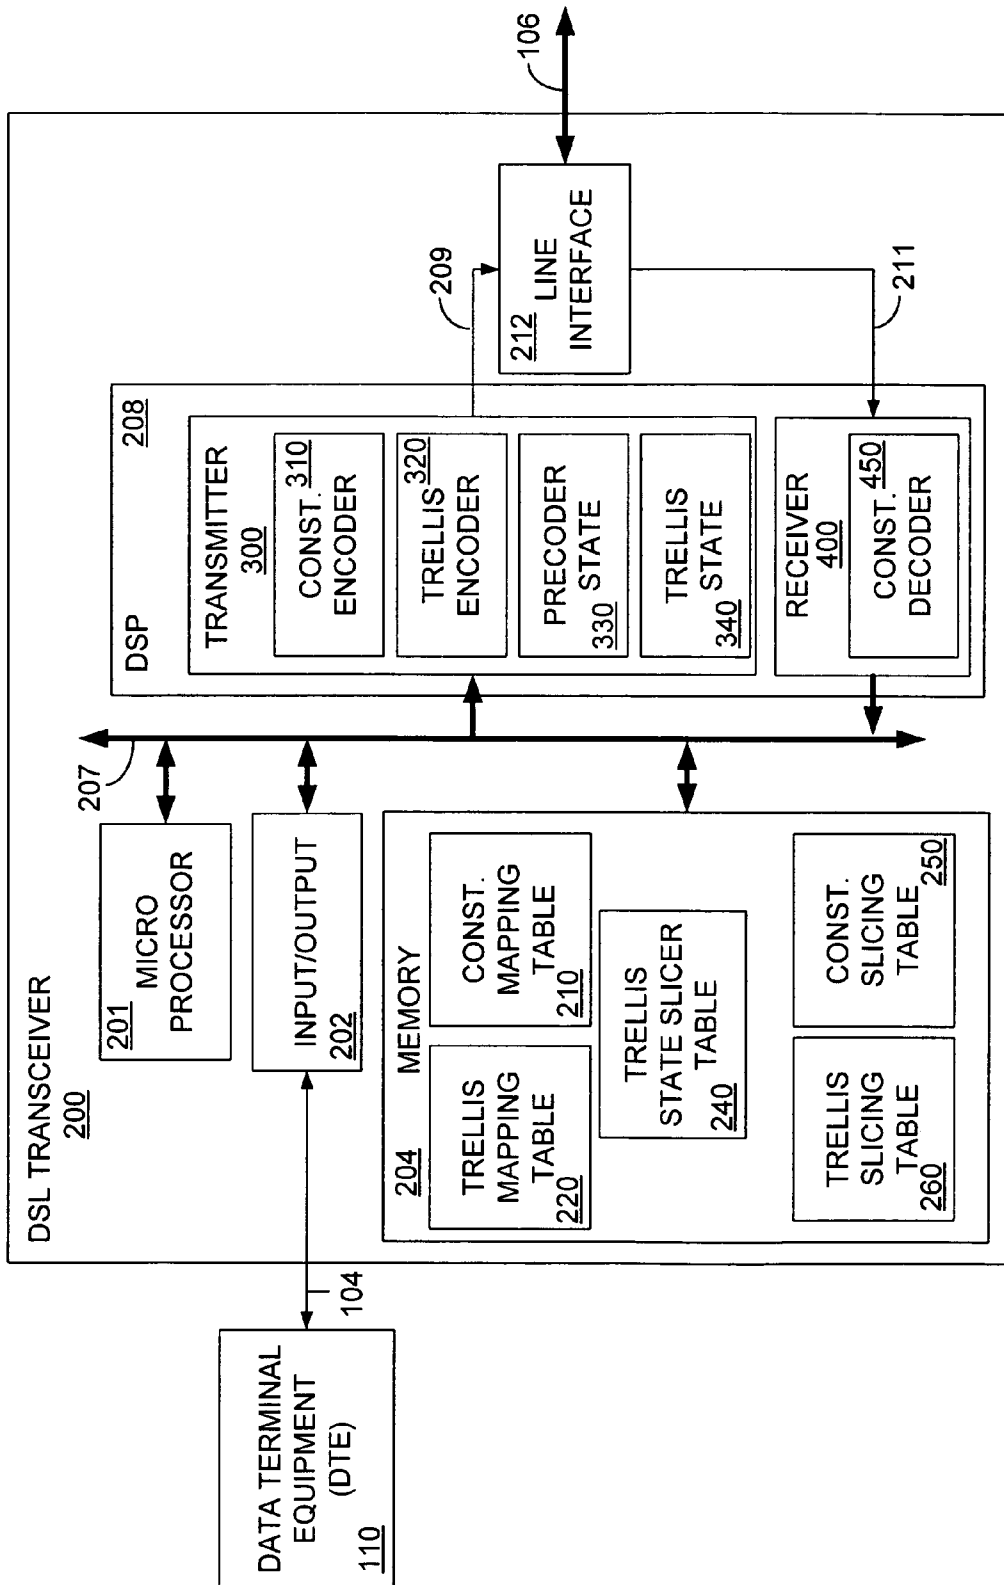 DSL TRANSCEIVER
200
DATA TERMINAL
EQUIPMENT
(DTE)
110
104
201
MICRO
PROCESSOR
INPUT/OUTPUT
202
207
204
MEMORY
TRELLIS
MAPPING
TABLE
220
CONST.
MAPPING
TABLE
210
TRELLIS
STATE SLICER
TABLE
240
TRELLIS
SLICING
TABLE
260
CONST.
SLICING
TABLE
250
DSP
208
TRANSMITTER
300
CONST.
310
ENCODER
TRELLIS
320
ENCODER
PRECODER
STATE
330
TRELLIS
STATE
340
RECEIVER
400
CONST.
450
DECODER
209
212
LINE
INTERFACE
211
106